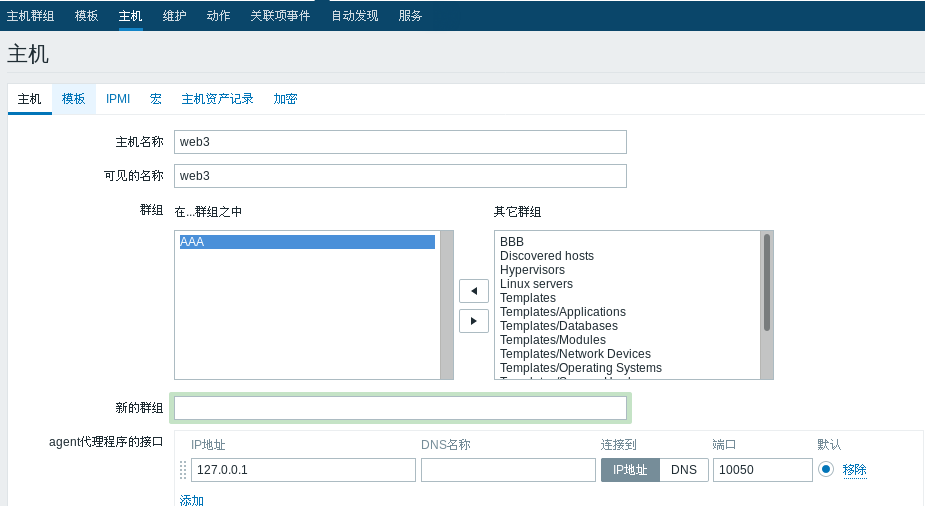 主机群组 模板 主机 维护 动作 关联项事件 自动发现 服务
主机
主机 模板 IPMI 宏 主机资产记录 加密
主机名称 web3
可见的名称 web3
群组 在...群组之中 其它群组
AAA BBB
Discovered hosts
Hypervisors
Linux servers
Templates
Templates/Applications
Templates/Databases
Templates/Modules
Templates/Network Devices
Templates/Operating Systems
新的群组
agent代理程序的接口 IP地址 DNS名称 连接到 端口 默认
127.0.0.1 IP地址 DNS 10050 移除
添加